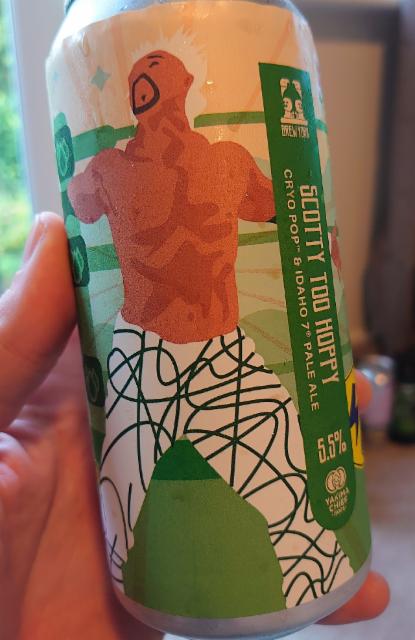 BREW YORK
SCOTTY TOO HOPPY
CRYO POP™ & IDAHO 7® PALE ALE
5.5%
YAKIMA
CHIEF
HOPS